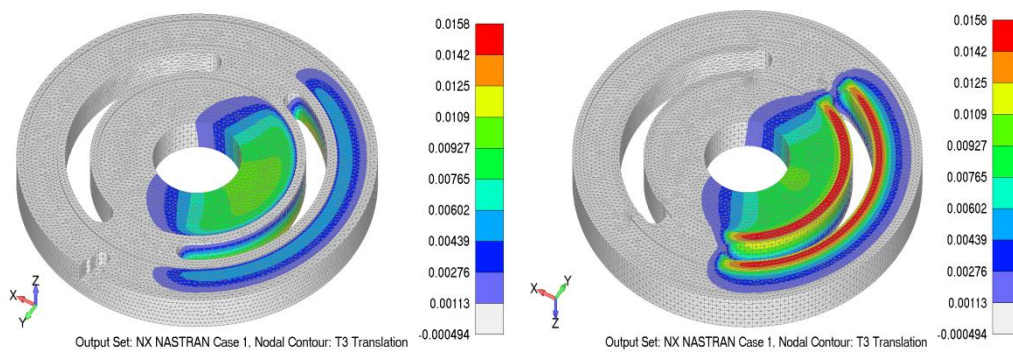 0.0158
0.0142
0.0125
0.0111
0.00927
0.00765
0.00602
0.00439
0.00276
0.00113
-0.000494
X
Z
Y
Output Set: NX NASTRAN Case 1, Nodal Contour: T3 Translation
0.0158
0.0142
0.0125
0.0109
0.00927
0.00765
0.00602
0.00439
0.00276
0.00113
-0.000494
X
Y
Z
Output Set: NX NASTRAN Case 1, Nodal Contour: T3 Translation